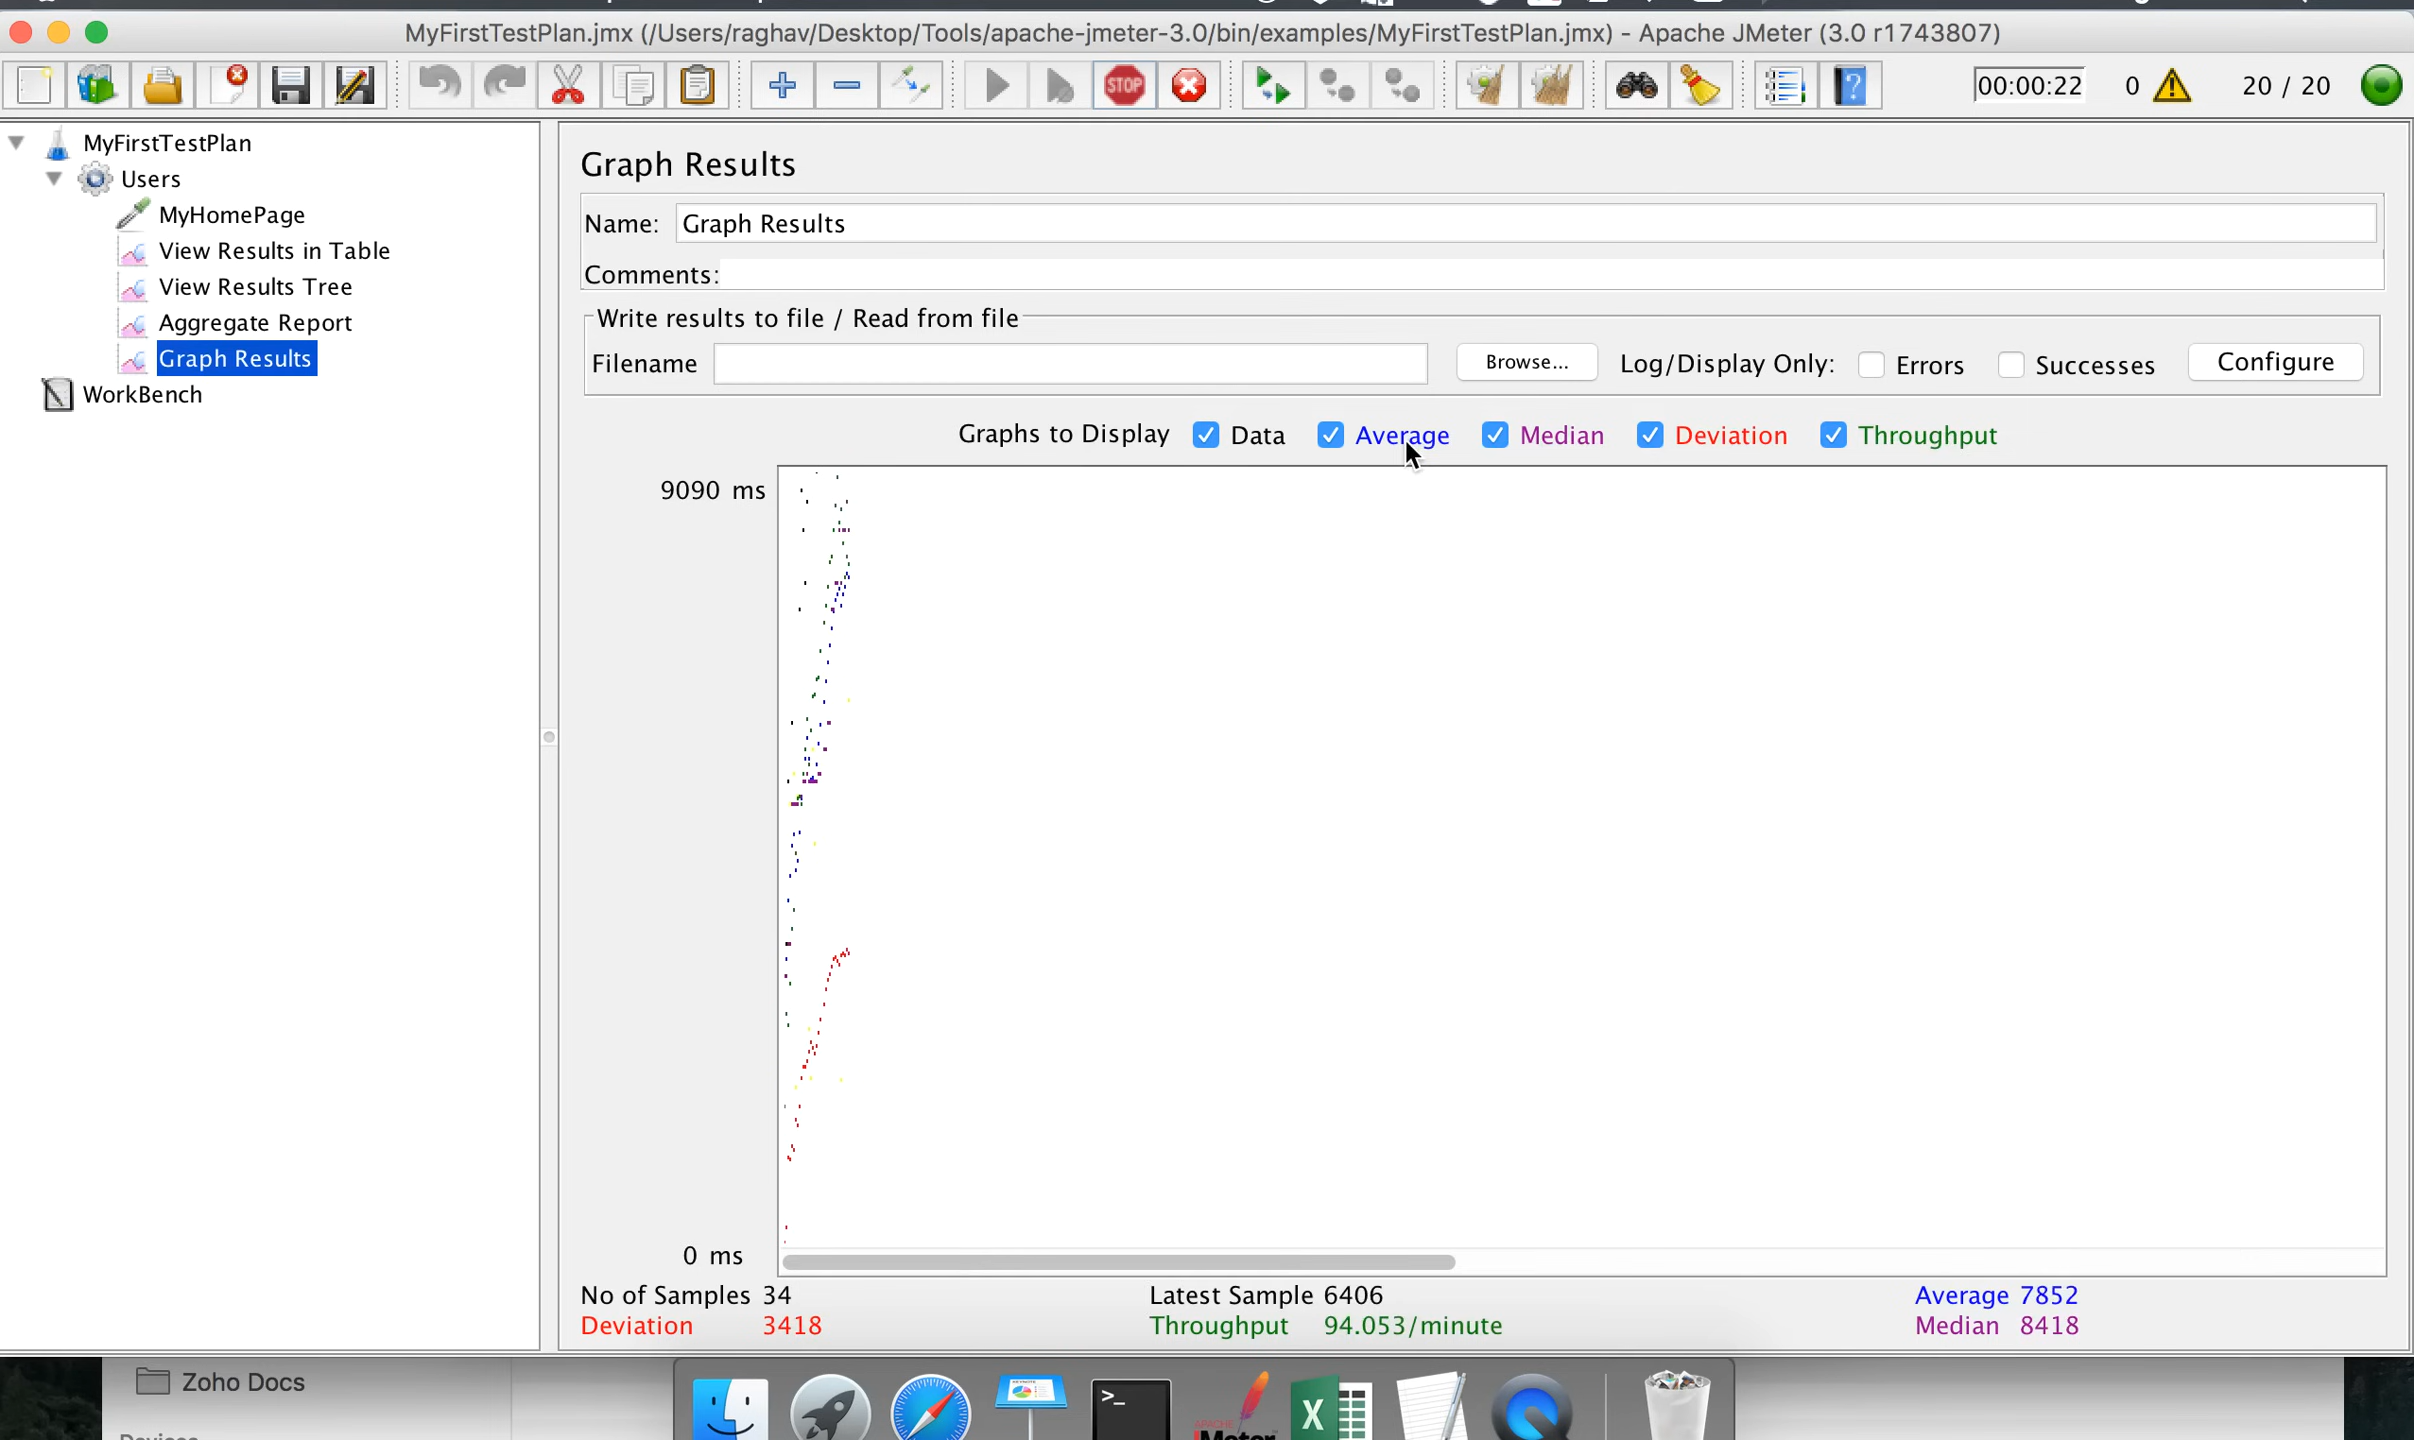 MyFirstTestPlan.jmx (/Users/raghav/Desktop/Tools/apache-jmeter-3.0/bin/examples/MyFirstTestPlan.jmx) - Apache JMeter (3.0 r1743807)
STOP
?
00:00:22 0 20 / 20
MyFirstTestPlan
Users
MyHomePage
View Results in Table
View Results Tree
Aggregate Report
Graph Results
WorkBench
Graph Results
Name: Graph Results
Comments:
Write results to file / Read from file
Filename Browse... Log/Display Only: Errors Successes Configure
Graphs to Display Data Average Median Deviation Throughput
9090 ms
0 ms
No of Samples 34 Latest Sample 6406 Average 7852
Deviation 3418 Throughput 94.053/minute Median 8418
Zoho Docs